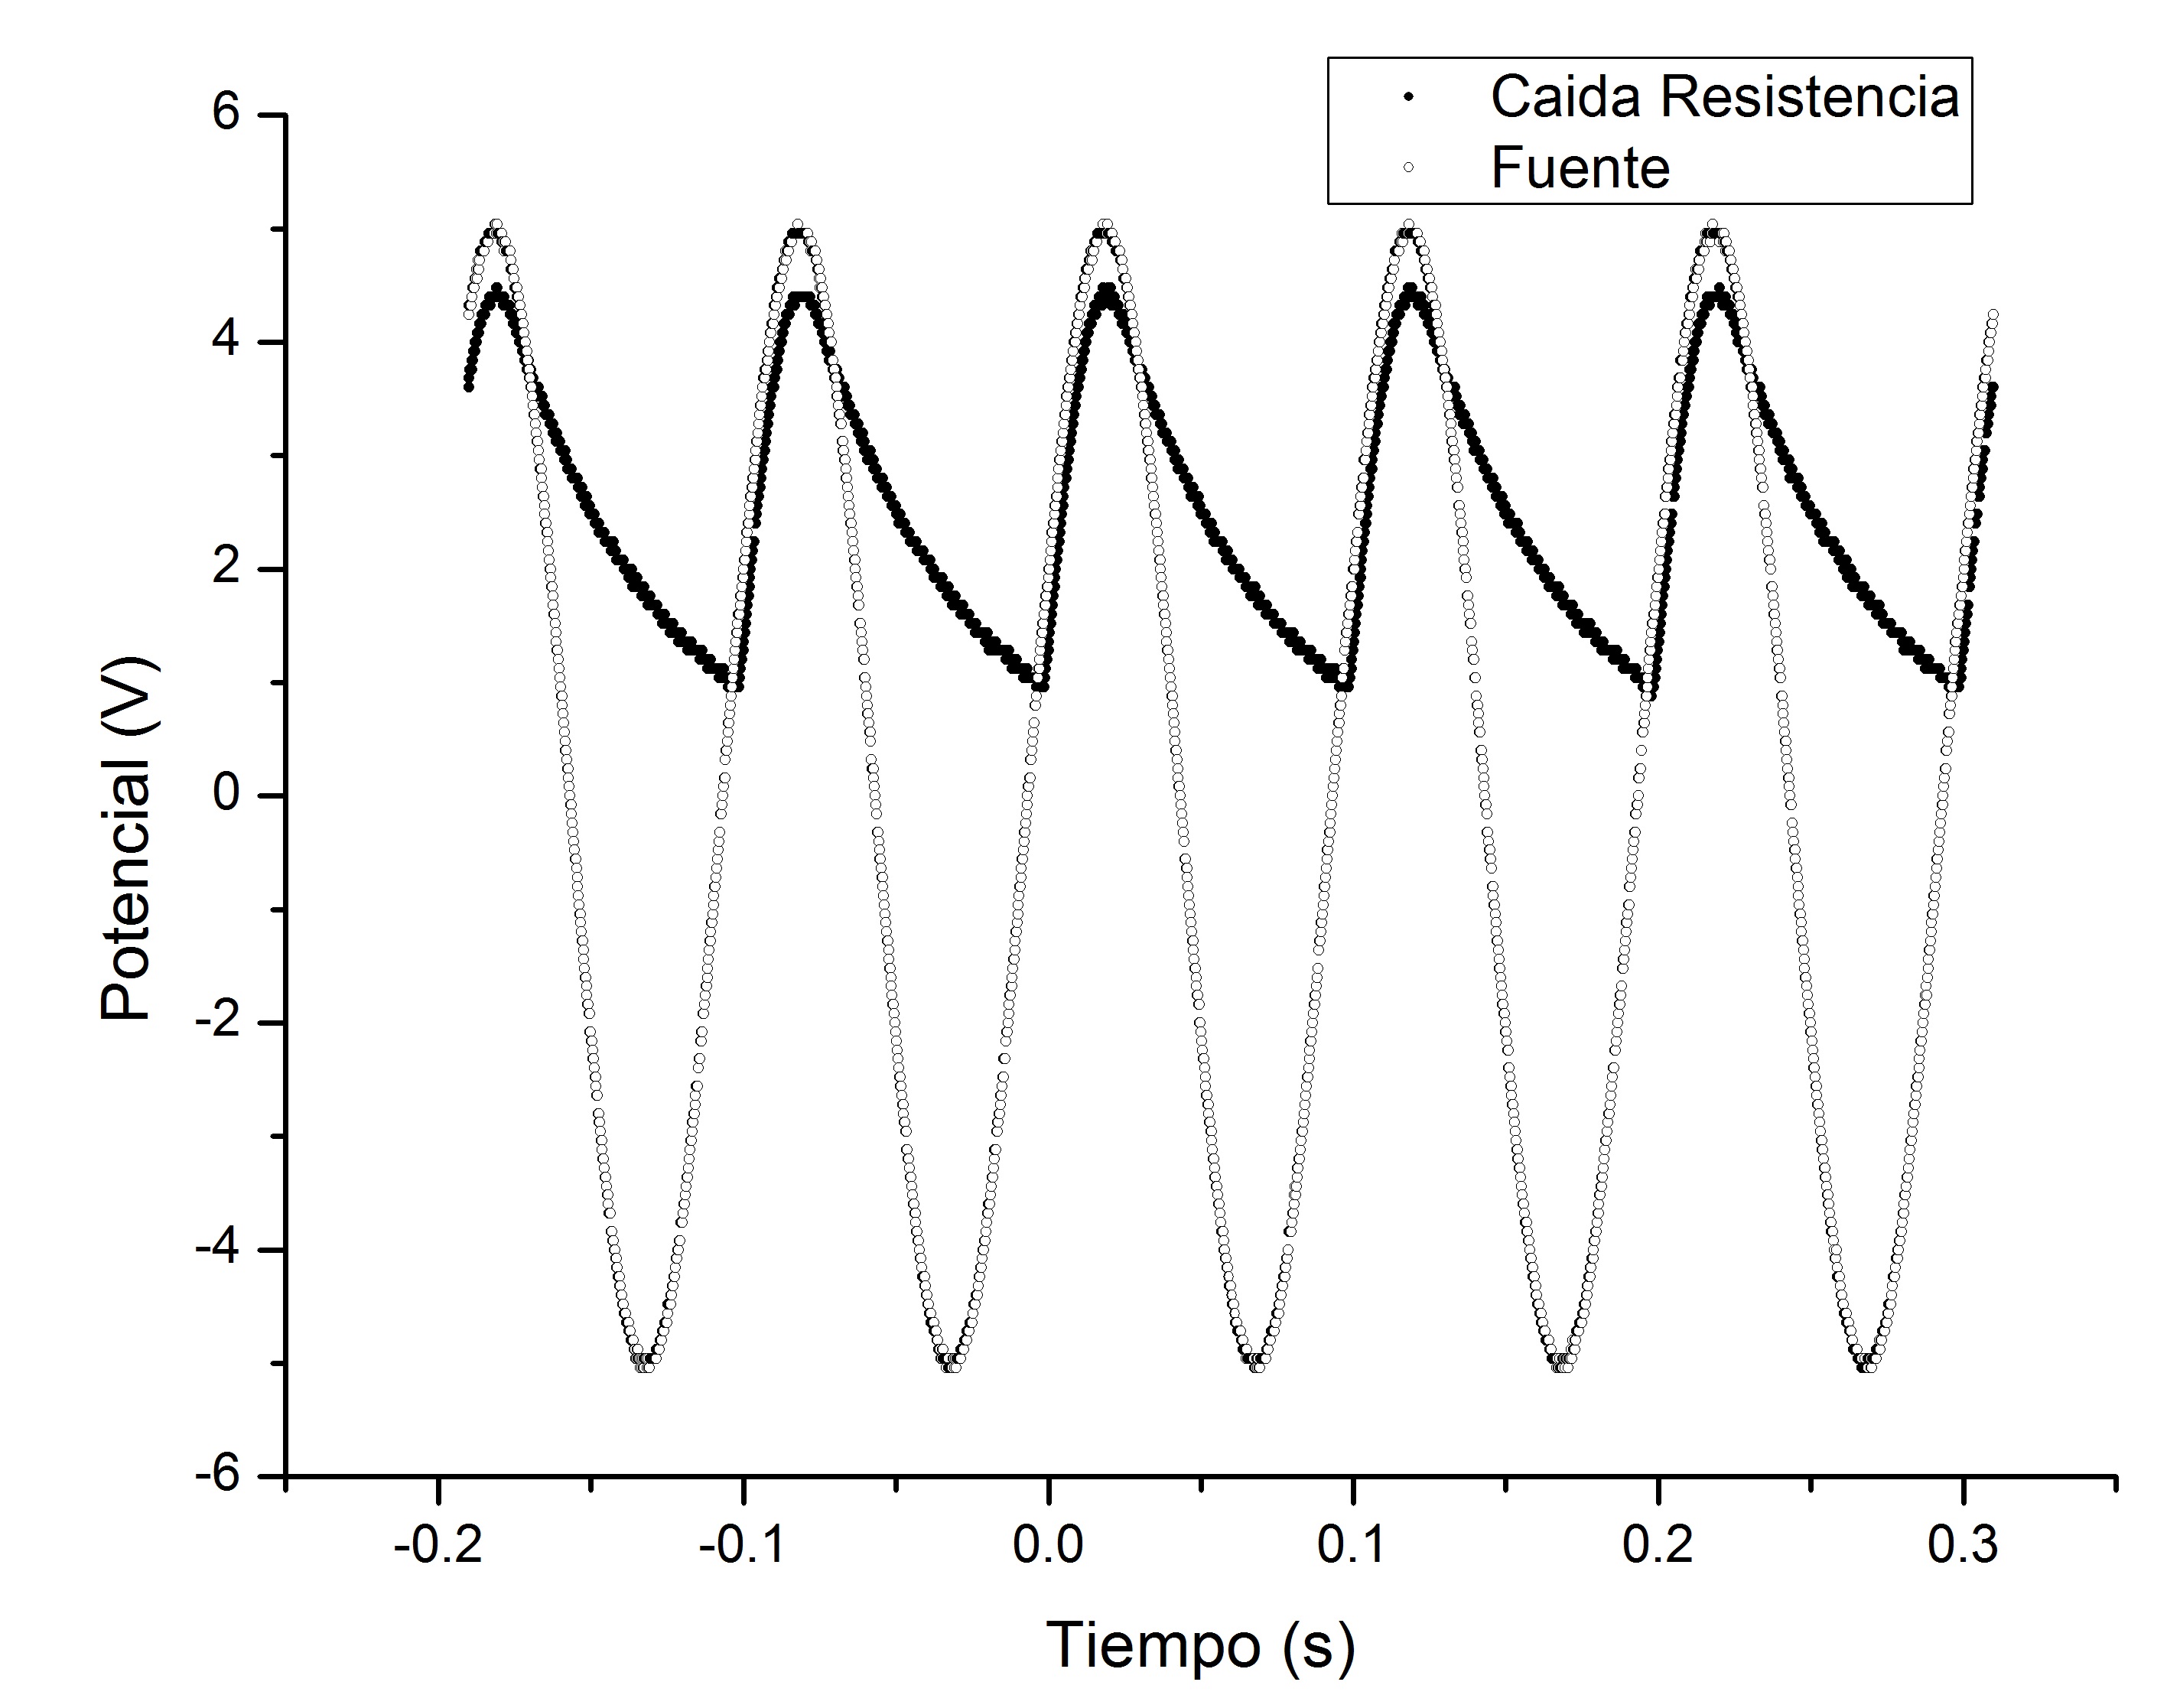 Caida Resistencia
Fuente
6
4
2
0
-2
-4
-6
Potencial (V)
-0.2 -0.1 0.0 0.1 0.2 0.3
Tiempo (s)